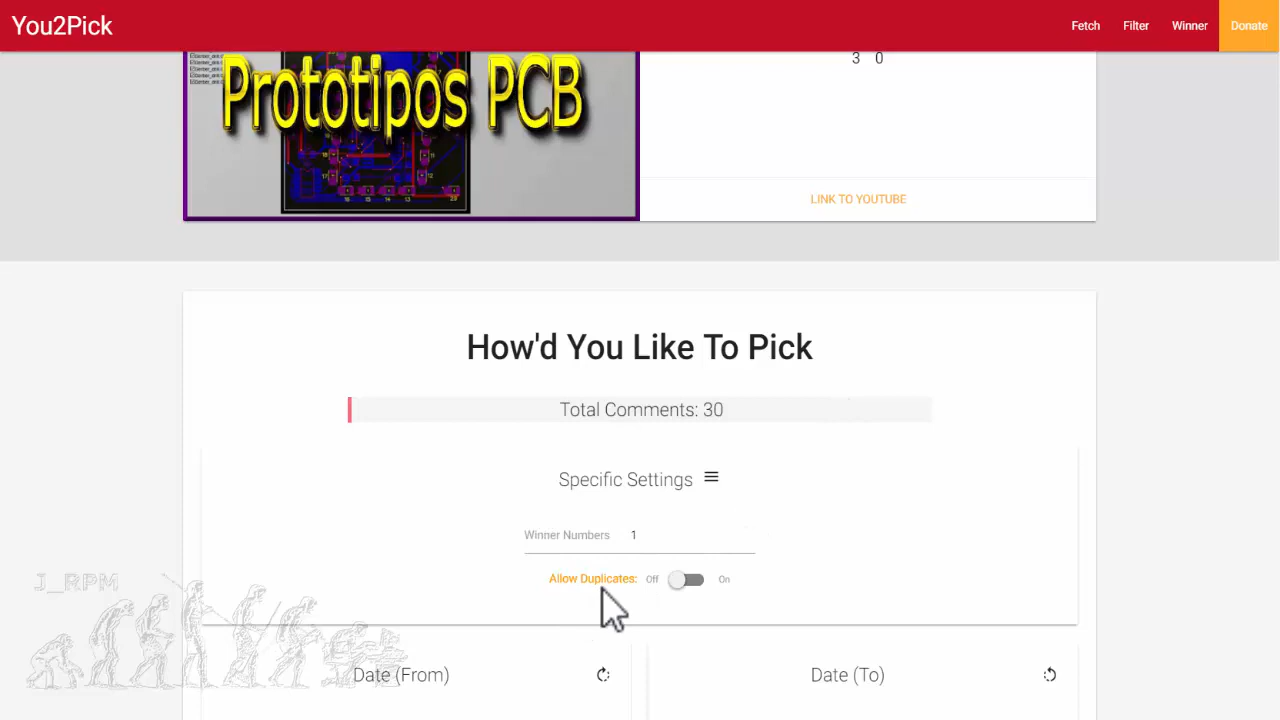 You2Pick
Fetch
Filter
Winner
Donate
Prototipos PCB
3 0
LINK TO YOUTUBE
How'd You Like To Pick
Total Comments: 30
Specific Settings
Winner Numbers 1
Allow Duplicates: Off On
J_RPM
Date (From)
Date (To)